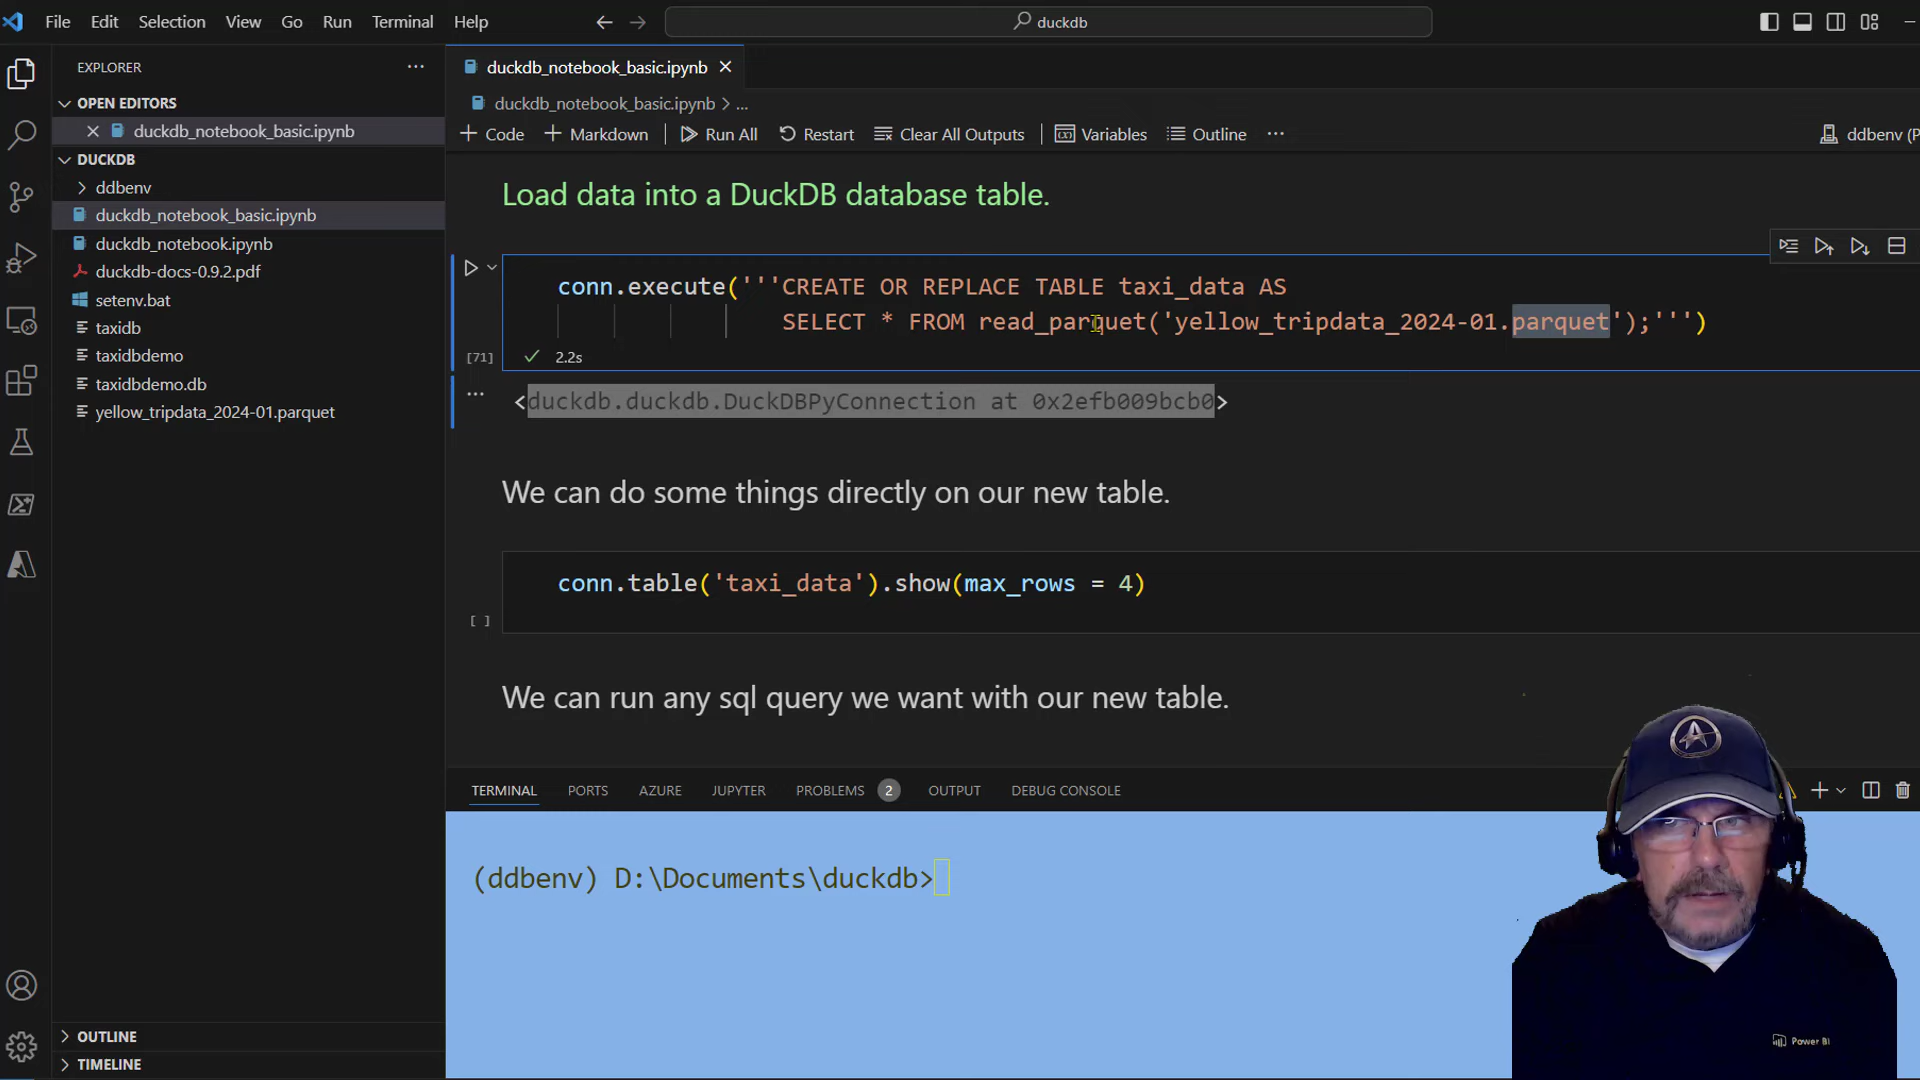 File Edit Selection View Go Run Terminal Help
duckdb
EXPLORER
OPEN EDITORS
duckdb_notebook_basic.ipynb
DUCKDB
ddbenv
duckdb_notebook_basic.ipynb
duckdb_notebook.ipynb
duckdb-docs-0.9.2.pdf
setenv.bat
taxidb
taxidbdemo
taxidbdemo.db
yellow_tripdata_2024-01.parquet
OUTLINE
TIMELINE
duckdb_notebook_basic.ipynb
duckdb_notebook_basic.ipynb > ...
+ Code + Markdown Run All Restart Clear All Outputs Variables Outline ...
ddbenv (P
Load data into a DuckDB database table.
conn.execute('''CREATE OR REPLACE TABLE taxi_data AS
SELECT * FROM read_parquet('yellow_tripdata_2024-01.parquet');''')
[71] 2.2s
<duckdb.duckdb.DuckDBPyConnection at 0x2efb009bcb0>
We can do some things directly on our new table.
conn.table('taxi_data').show(max_rows = 4)
[ ]
We can run any sql query we want with our new table.
TERMINAL PORTS AZURE JUPYTER PROBLEMS 2 OUTPUT DEBUG CONSOLE
(ddbenv) D:\Documents\duckdb>
Power BI